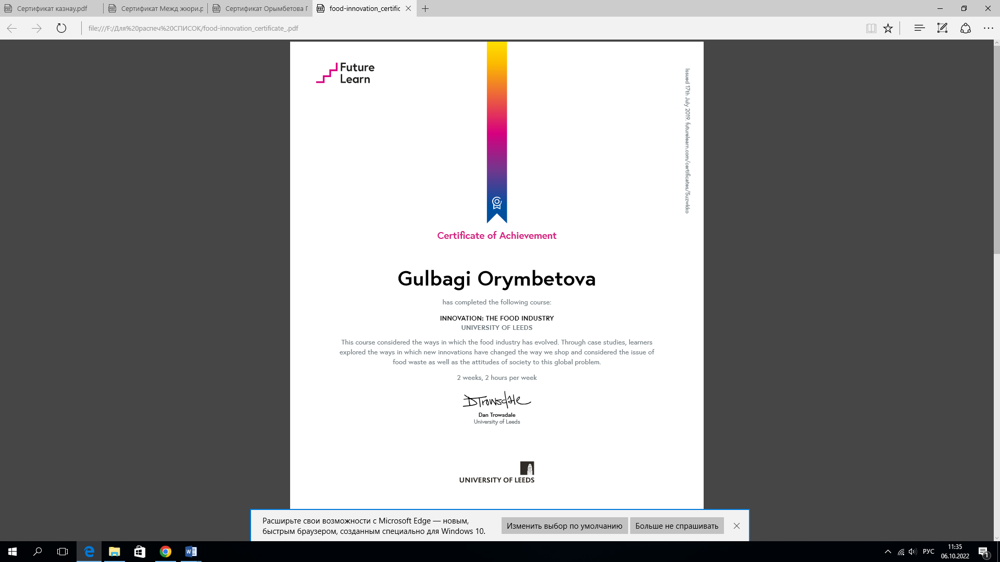 Сертификат казнау.pdf
Сертификат Межд жюри.p
Сертификат Орымбетова Г
food-innovation_certific
file:///F:/Для%20распеч%20СПИСОК/food-innovation_certificate_.pdf
Future
Learn
Issued 17th July 2019. futurelearn.com/certificates/5uzwkko
Certificate of Achievement
Gulbagi Orymbetova
has completed the following course:
INNOVATION: THE FOOD INDUSTRY
UNIVERSITY OF LEEDS
This course considered the ways in which the food industry has evolved. Through case studies, learners
explored the ways in which new innovations have changed the way we shop and considered the issue of
food waste as well as the attitudes of society to this global problem.
2 weeks, 2 hours per week
DTrowsdale
Dan Trowsdale
University of Leeds
UNIVERSITY OF LEEDS
Расширьте свои возможности с Microsoft Edge — новым,
быстрым браузером, созданным специально для Windows 10.
Изменить выбор по умолчанию
Больше не спрашивать
РУС
11:35
06.10.2022
1